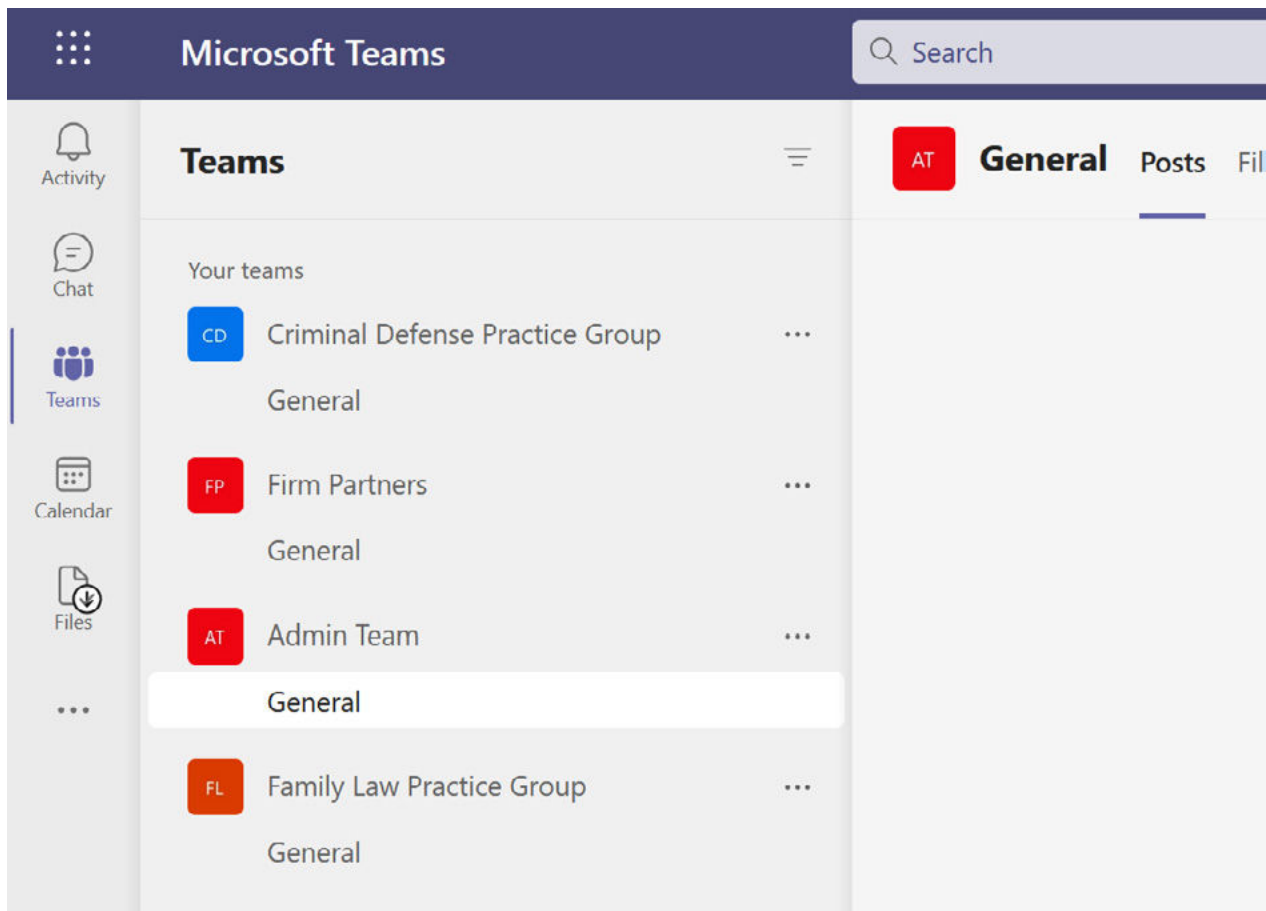 Microsoft Teams
Search
Activity
Chat
Teams
Calendar
Files
Teams
Your teams
CD Criminal Defense Practice Group
General
FP Firm Partners
General
AT Admin Team
General
FL Family Law Practice Group
General
AT General Posts Fil